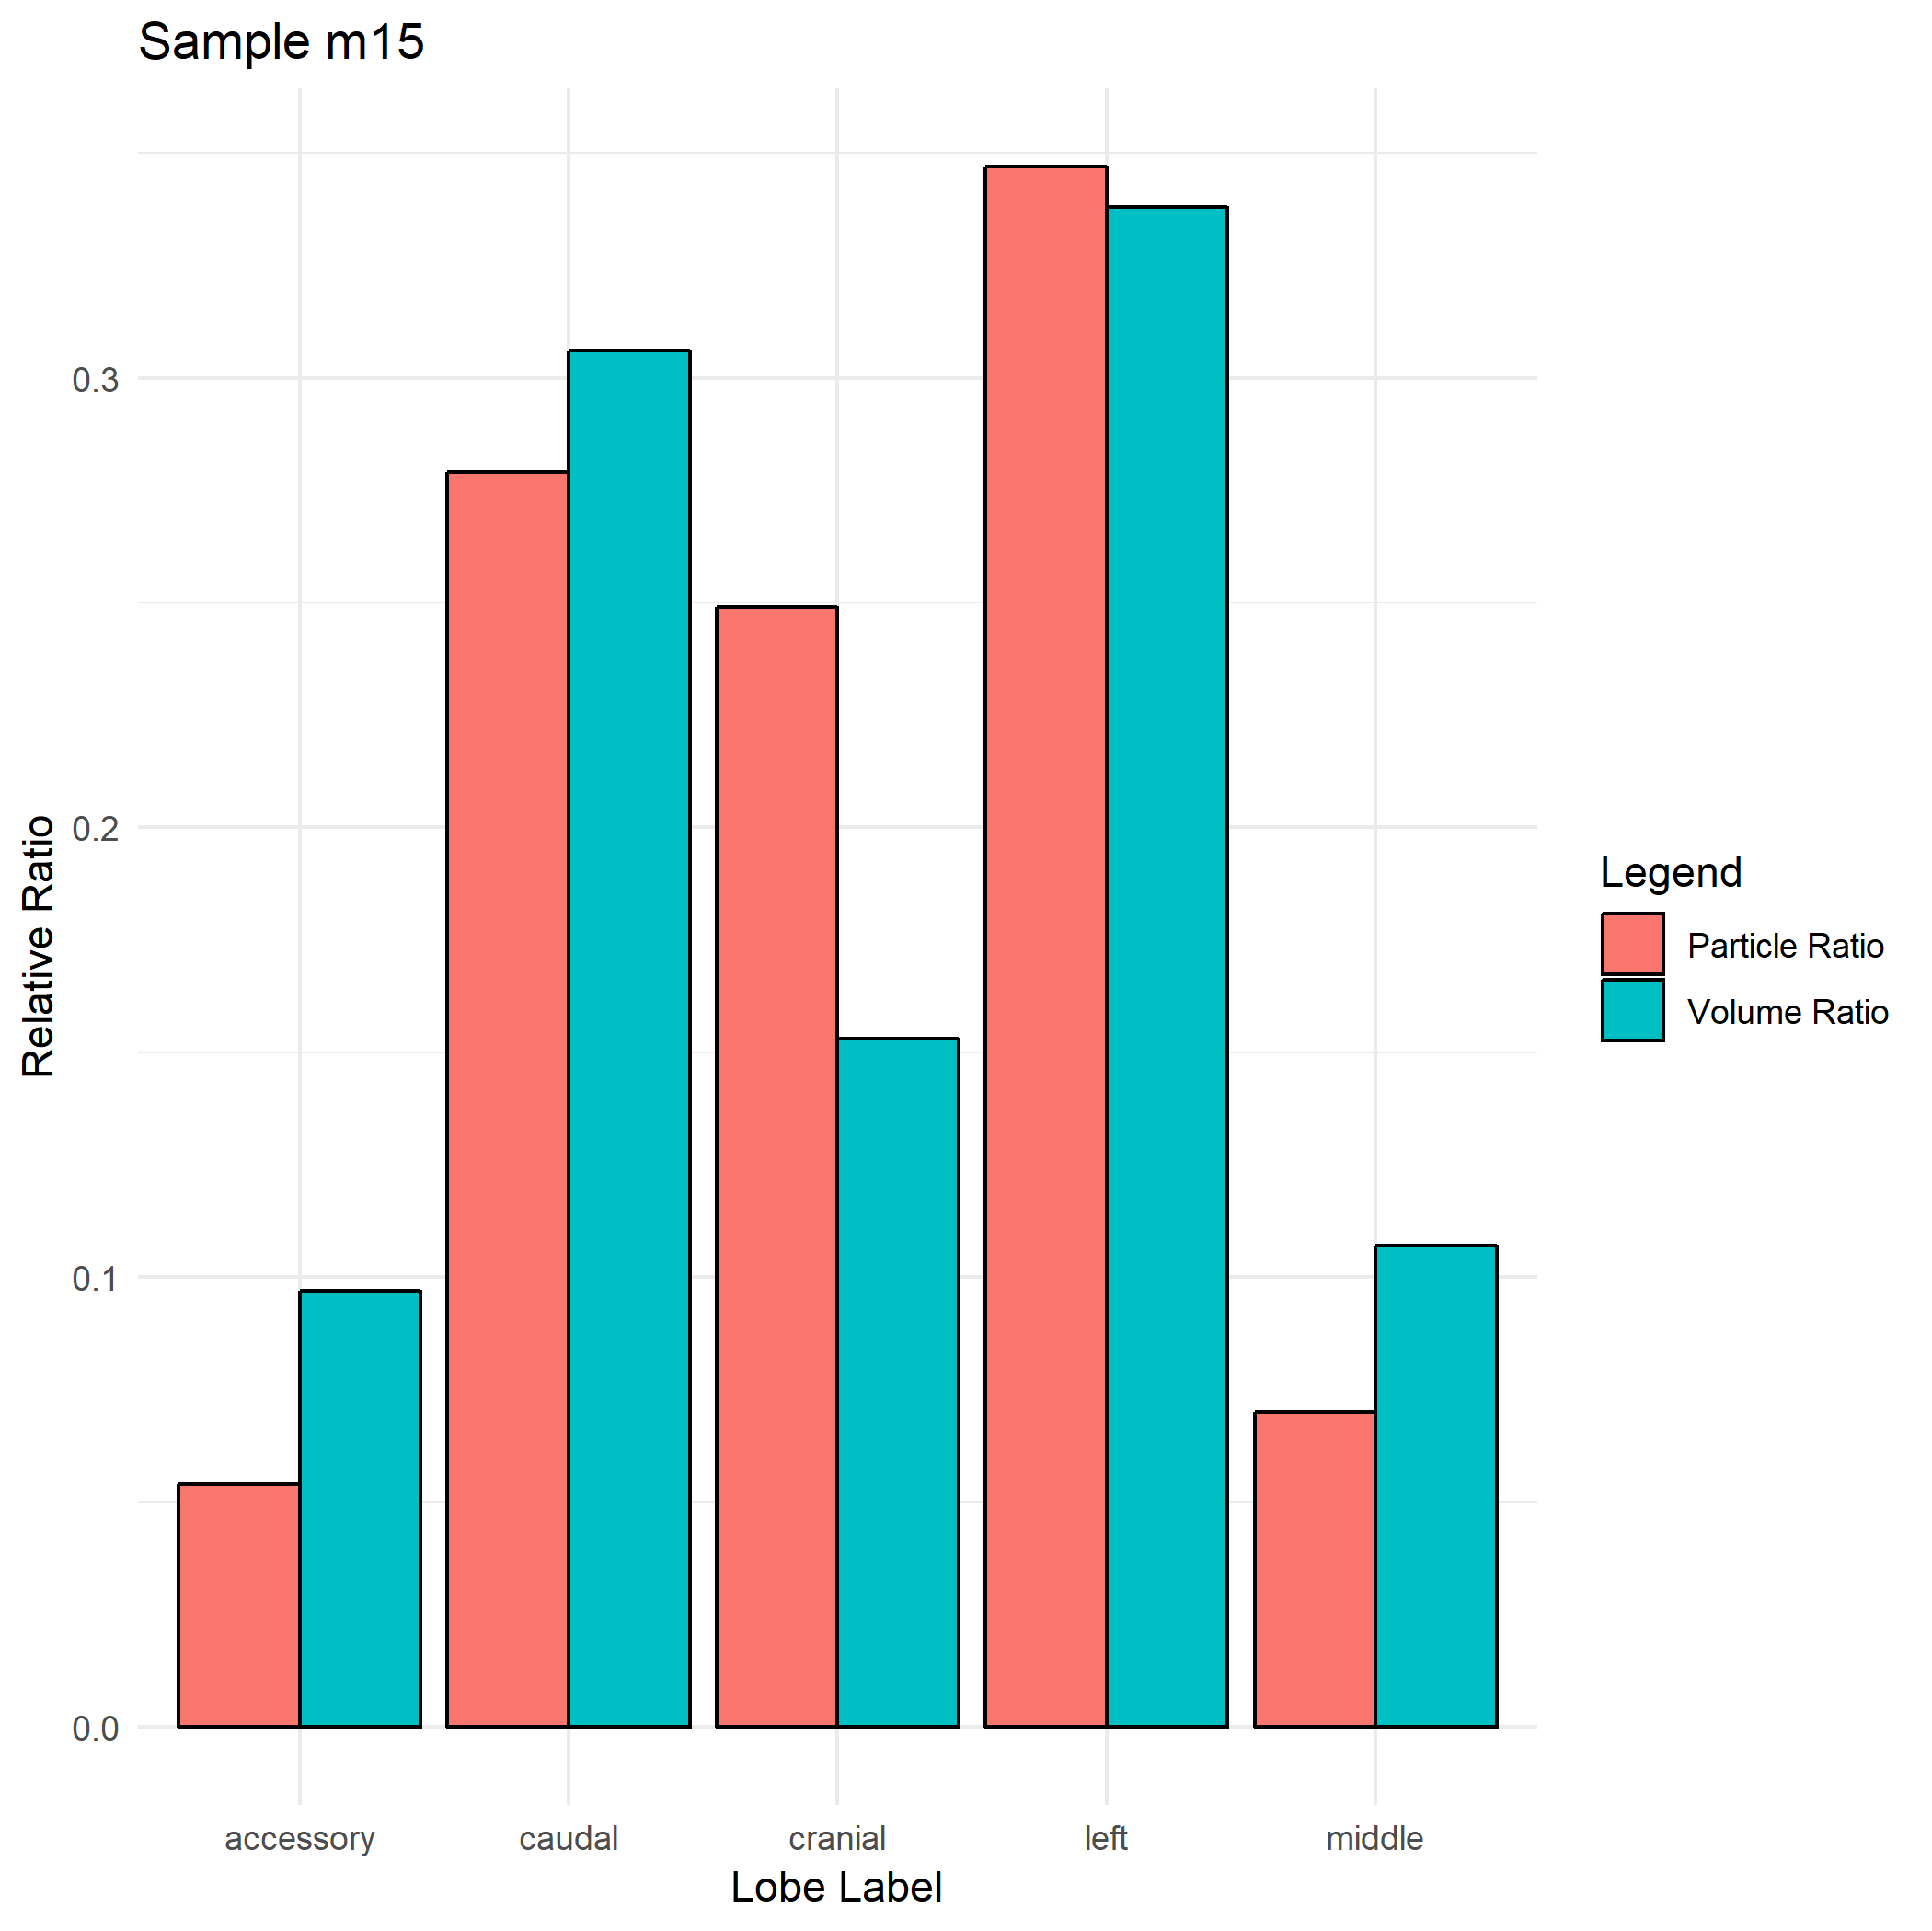 Sample m15
Relative Ratio
0.3
0.2
0.1
0.0
accessory
caudal
cranial
left
middle
Lobe Label
Legend
Particle Ratio
Volume Ratio